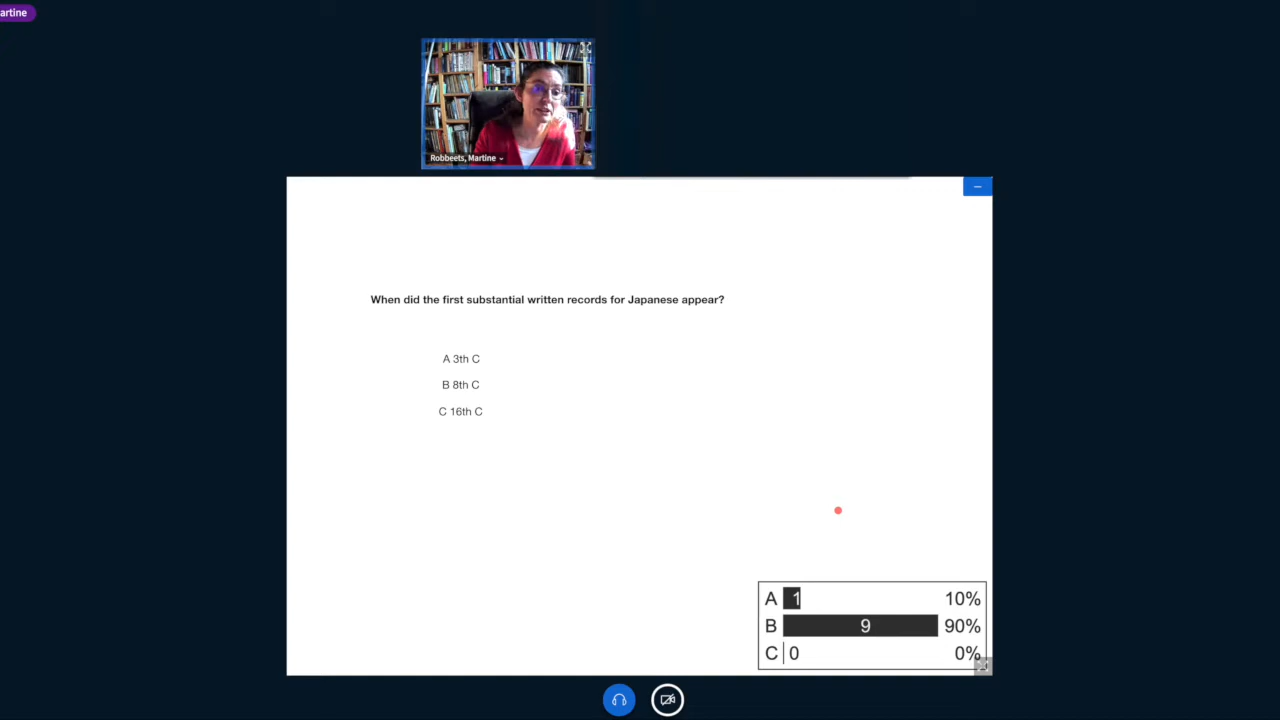 artine
Robbeets, Martine
When did the first substantial written records for Japanese appear?
A 3th C
B 8th C
C 16th C
A 1 10%
B 9 90%
C 0 0%